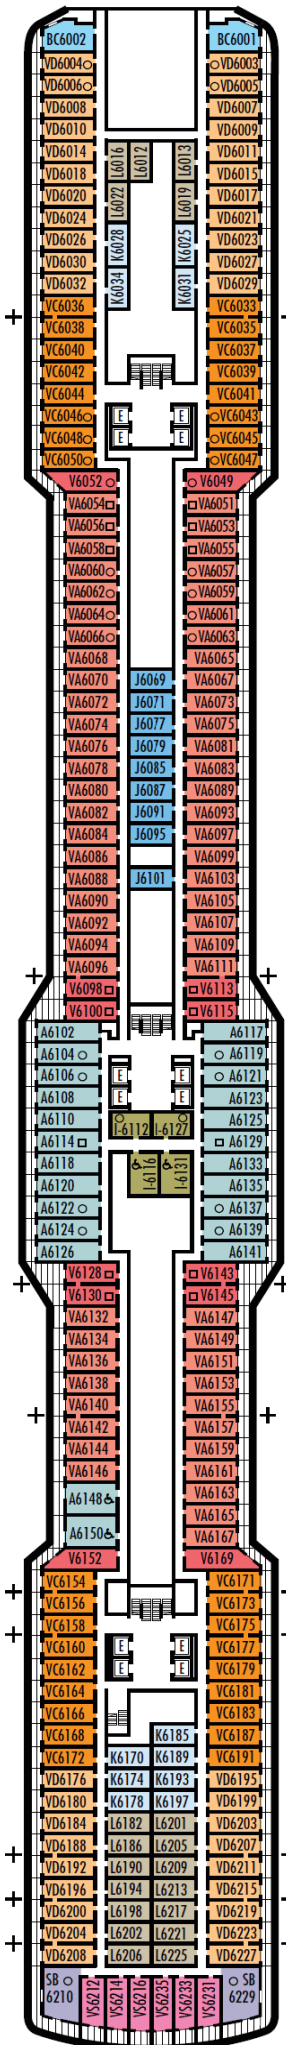 BC6002 BC6001
VD6004 VD6003
VD6006 VD6005
VD6008 VD6007
VD6010 VD6009
VD6014 L6016 L6012 L6013 VD6011
VD6018 VD6015
VD6020 L6022 L6019 VD6017
VD6024 VD6021
VD6026 K6028 K6025 VD6023
VD6030 VD6027
VD6032 K6034 K6031 VD6029
VC6036 VC6033
VC6038 VC6035
VC6040 VC6037
VC6042 VC6039
VC6044 VC6041
VC6046 E E VC6043
VC6048 E E VC6045
VC6050 VC6047
V6052 V6049
VA6054 VA6051
VA6056 VA6053
VA6058 VA6055
VA6060 VA6057
VA6062 VA6059
VA6064 VA6061
VA6066 VA6063
VA6068 VA6065
VA6070 J6069 VA6067
VA6072 J6071 VA6073
VA6074 J6077 VA6075
VA6076 J6079 VA6081
VA6078 J6085 VA6083
VA6080 J6087 VA6089
VA6082 J6091 VA6093
VA6084 J6095 VA6097
VA6086 VA6099
VA6088 J6101 VA6103
VA6090 VA6105
VA6092 VA6107
VA6094 VA6109
VA6096 VA6111
V6098 V6113
V6100 V6115
A6102 A6117
A6104 A6119
A6106 E E A6121
A6108 E E A6123
A6110 I-6112 I-6127 A6125
A6114 A6129
A6118 I-6116 I-6131 A6133
A6120 A6135
A6122 A6137
A6124 A6139
A6126 A6141
V6128 V6143
V6130 V6145
VA6132 VA6147
VA6134 VA6149
VA6136 VA6151
VA6138 VA6153
VA6140 VA6155
VA6142 VA6157
VA6144 VA6159
VA6146 VA6161
A6148 VA6163
VA6165
A6150 VA6167
V6152 V6169
VC6154 VC6171
VC6156 VC6173
VC6158 VC6175
VC6160 E E VC6177
VC6162 E E VC6179
VC6164 VC6181
VC6166 VC6183
VC6168 K6185 VC6187
VC6172 K6170 K6189 VC6191
VD6176 K6174 K6193 VD6195
VD6180 K6178 K6197 VD6199
VD6184 L6182 L6201 VD6203
VD6188 L6186 L6205 VD6207
VD6192 L6190 L6209 VD6211
VD6196 L6194 L6213 VD6215
VD6200 L6198 L6217 VD6219
VD6204 L6202 L6221 VD6223
VD6208 L6206 L6225 VD6227
SB SB
6210 VS6212 VS6214 VS6216 VS6235 VS6233 VS6231 6229